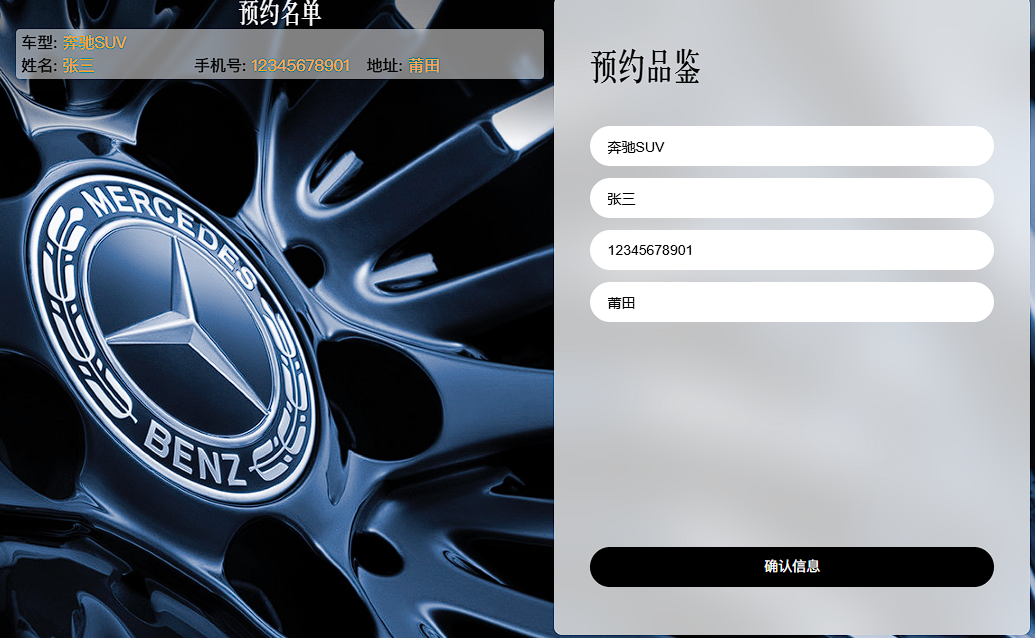 预约名单
车型: 奔驰SUV
姓名: 张三 手机号: 12345678901 地址: 莆田
MERCEDES
BENZ
预约品鉴
奔驰SUV
张三
12345678901
莆田
确认信息